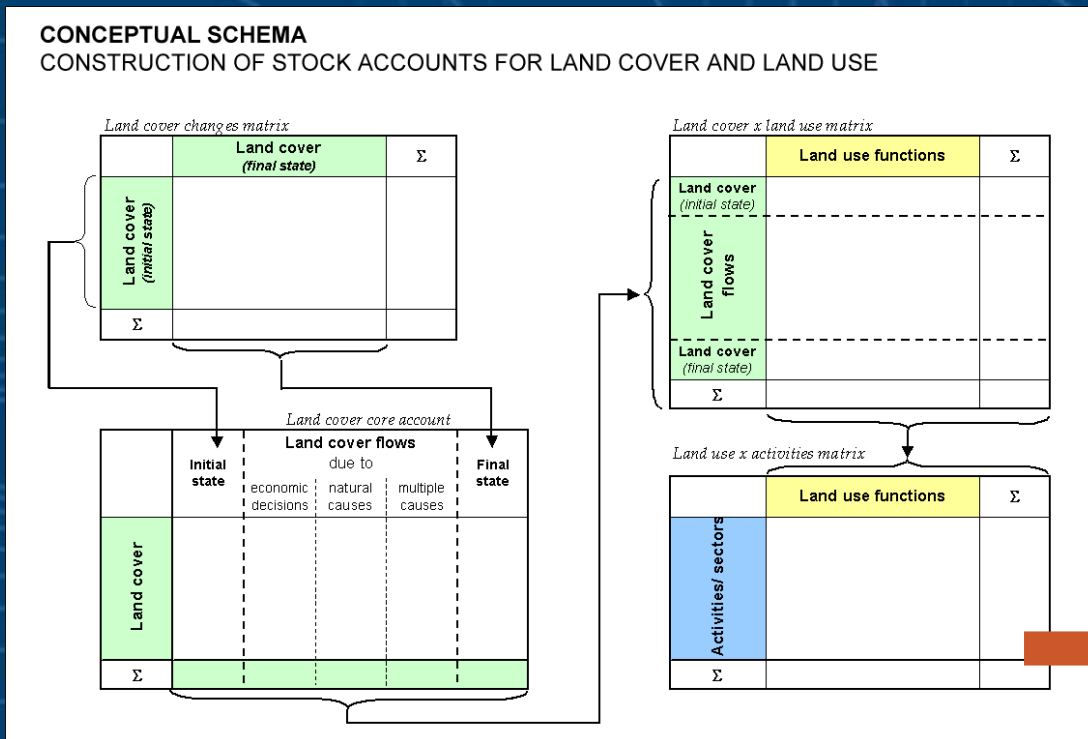 CONCEPTUAL SCHEMA
CONSTRUCTION OF STOCK ACCOUNTS FOR LAND COVER AND LAND USE
Land cover changes matrix
Land cover
(final state)
Σ
Land cover
(initial state)
Σ
Land cover core account
Initial
state
Land cover flows
due to
economic
decisions
natural
causes
multiple
causes
Final
state
Land cover
Σ
Land cover x land use matrix
Land use functions
Σ
Land cover
(initial state)
Land cover
flows
Land cover
(final state)
Σ
Land use x activities matrix
Land use functions
Σ
Activities/ sectors
Σ